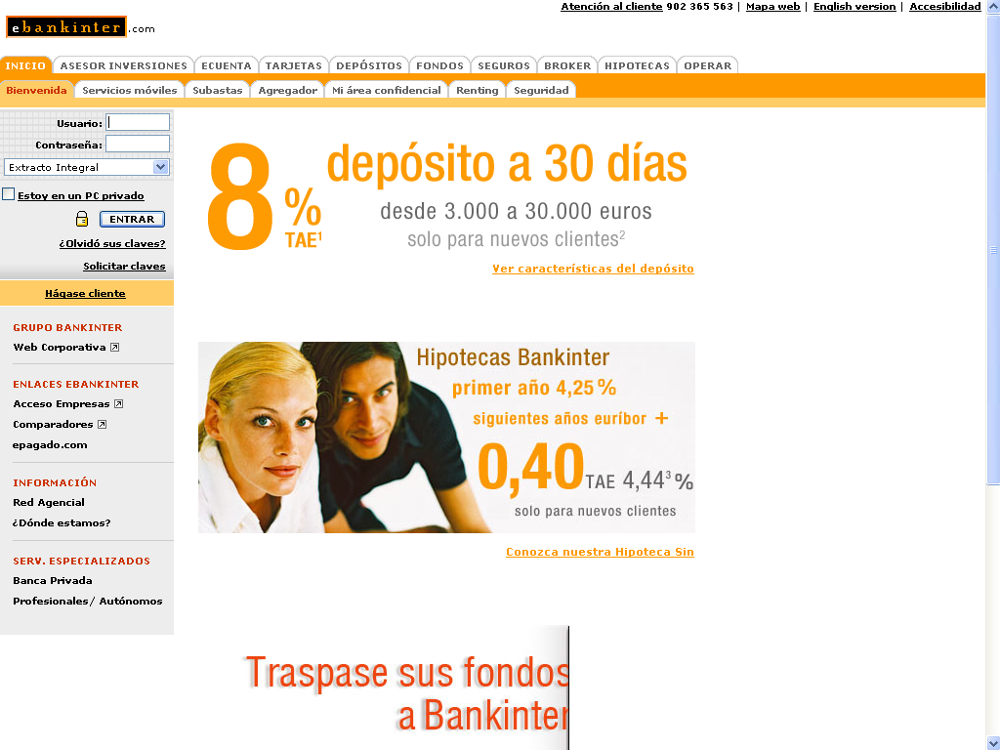 Atención al cliente 902 365 563 | Mapa web | English version | Accesibilidad
ebankinter.com
INICIO ASESOR INVERSIONES ECUENTA TARJETAS DEPÓSITOS FONDOS SEGUROS BROKER HIPOTECAS OPERAR
Bienvenida Servicios móviles Subastas Agregador Mi área confidencial Renting Seguridad
Usuario:
Contraseña:
Extracto Integral
Estoy en un PC privado
ENTRAR
¿Olvidó sus claves?
Solicitar claves
Hágase cliente
GRUPO BANKINTER
Web Corporativa
ENLACES EBANKINTER
Acceso Empresas
Comparadores
epagado.com
INFORMACIÓN
Red Agencial
¿Dónde estamos?
SERV. ESPECIALIZADOS
Banca Privada
Profesionales/ Autónomos
8% TAE¹
depósito a 30 días
desde 3.000 a 30.000 euros
solo para nuevos clientes²
Ver características del depósito
Hipotecas Bankinter
primer año 4,25 %
siguientes años euríbor +
0,40 TAE 4,44³ %
solo para nuevos clientes
Conozca nuestra Hipoteca Sin
Traspase sus fondos
a Bankinter